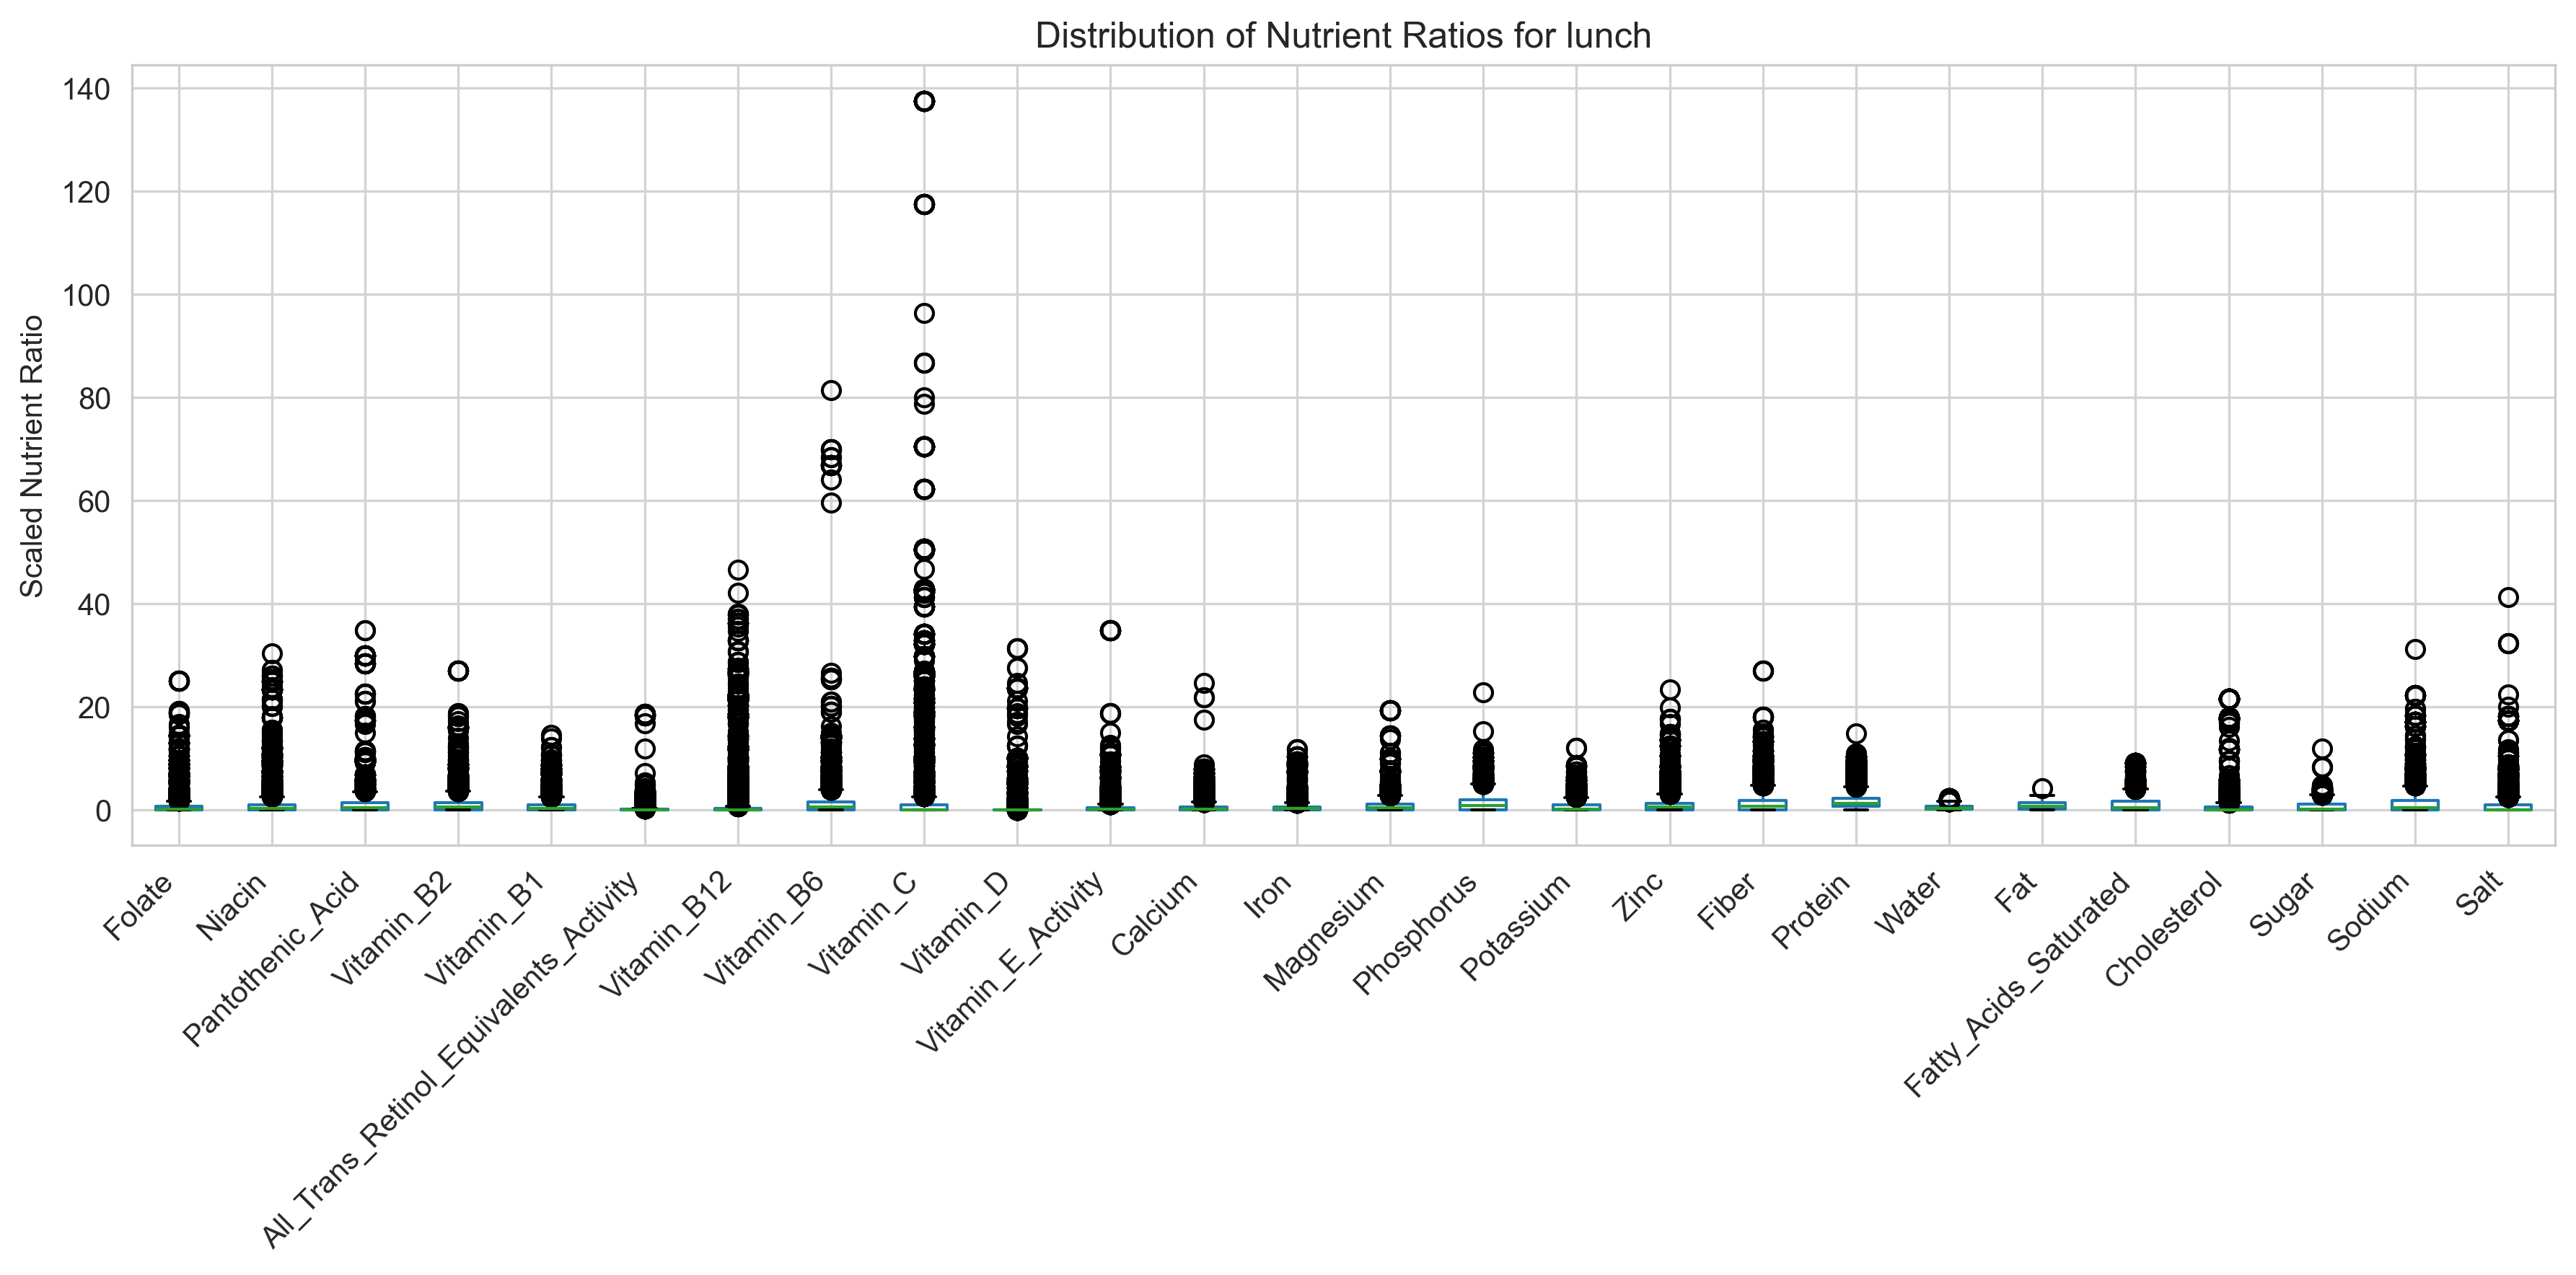 Distribution of Nutrient Ratios for lunch
Scaled Nutrient Ratio
140
120
100
80
60
40
20
0
Folate
Niacin
Pantothenic_Acid
Vitamin_B2
Vitamin_B1
All_Trans_Retinol_Equivalents_Activity
Vitamin_B12
Vitamin_B6
Vitamin_C
Vitamin_D
Vitamin_E_Activity
Calcium
Iron
Magnesium
Phosphorus
Potassium
Zinc
Fiber
Protein
Water
Fat
Fatty_Acids_Saturated
Cholesterol
Sugar
Sodium
Salt